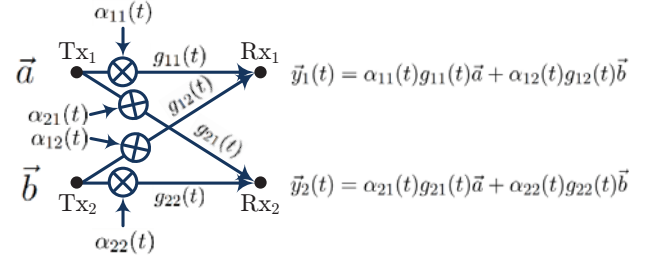 α₁₁(t)
Tx₁ g₁₁(t) Rx₁
a⃗ y⃗₁(t) = α₁₁(t)g₁₁(t)a⃗ + α₁₂(t)g₁₂(t)b⃗
g₁₂(t)
α₂₁(t)
α₁₂(t) g₂₁(t)
b⃗ y⃗₂(t) = α₂₁(t)g₂₁(t)a⃗ + α₂₂(t)g₂₂(t)b⃗
Tx₂ g₂₂(t) Rx₂
α₂₂(t)